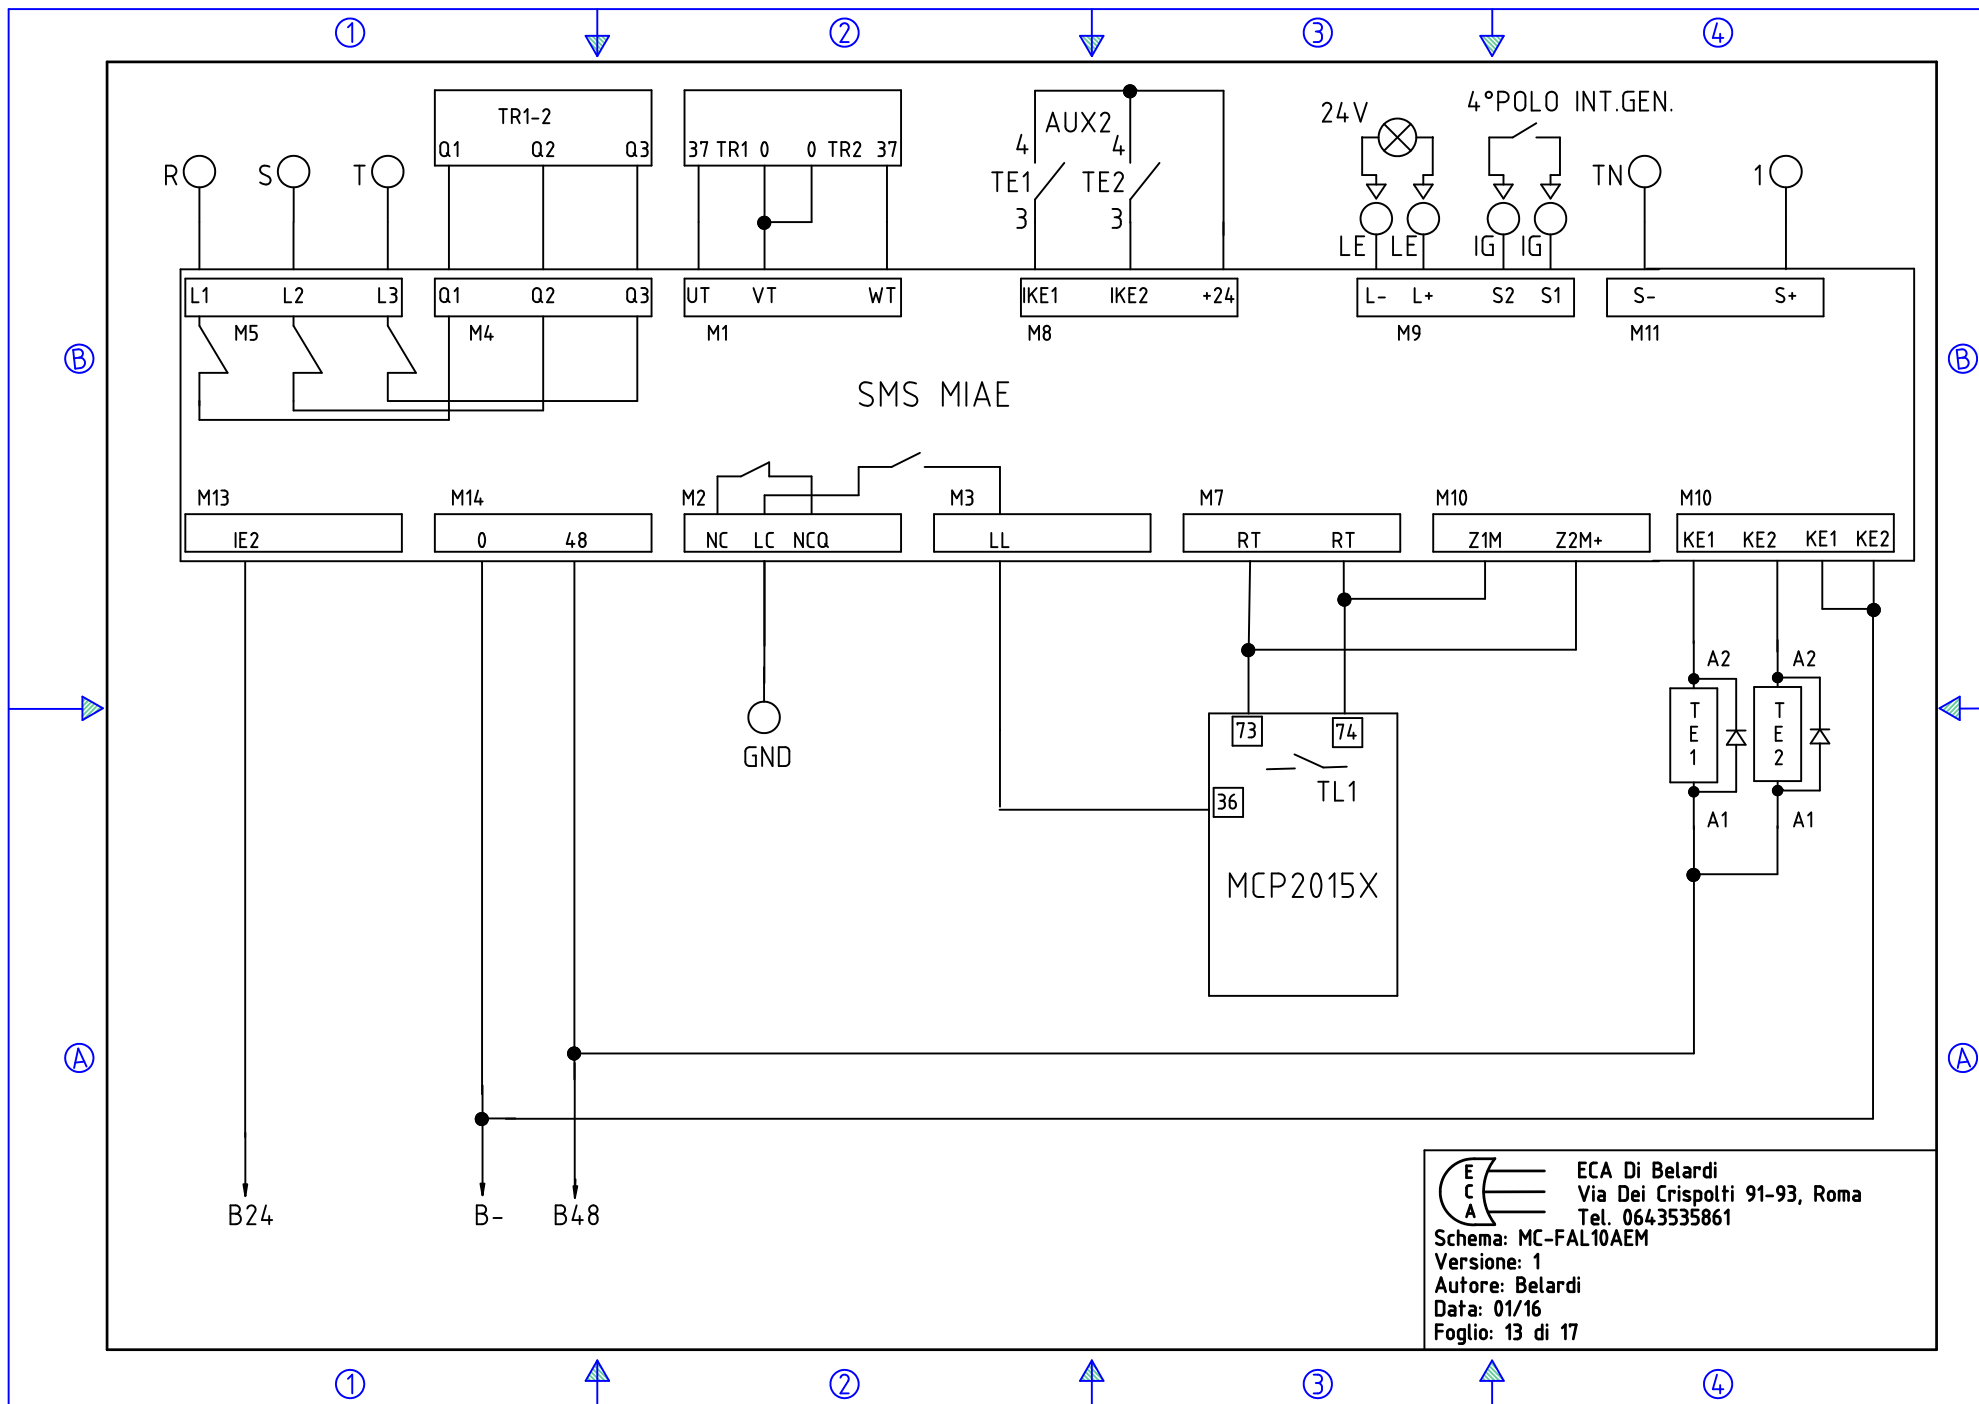 1 2 3 4
TR1-2
Q1 Q2 Q3
37 TR1 0 0 TR2 37
AUX2
4 4
TE1 TE2
3 3
24V
4°POLO INT.GEN.
R S T
TN 1
LE LE IG IG
L1 L2 L3
Q1 Q2 Q3
UT VT WT
IKE1 IKE2 +24
L- L+ S2 S1
S- S+
M5 M4 M1 M8 M9 M11
B B
SMS MIAE
M13 M14 M2 M3 M7 M10 M10
IE2
0 48
NC LC NCQ
LL
RT RT
Z1M Z2M+
KE1 KE2 KE1 KE2
A2 A2
TE1 TE2
A1 A1
GND
73 74
TL1
36
MCP2015X
A A
B24 B- B48
ECA
ECA Di Belardi
Via Dei Crispolti 91-93, Roma
Tel. 0643535861
Schema: MC-FAL10AEM
Versione: 1
Autore: Belardi
Data: 01/16
Foglio: 13 di 17
1 2 3 4